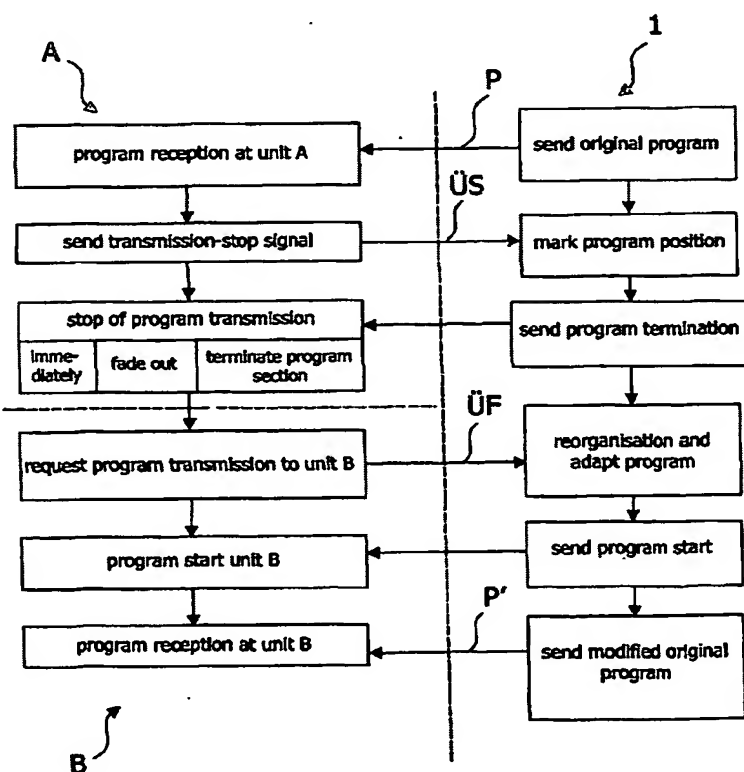 A
1
P
program reception at unit A
send original program
ÜS
send transmission-stop signal
mark program position
stop of program transmission
send program termination
imme-
diately
fade out
terminate program
section
ÜF
request program transmission to unit B
reorganisation and
adapt program
program start unit B
send program start
P'
program reception at unit B
send modified original
program
B